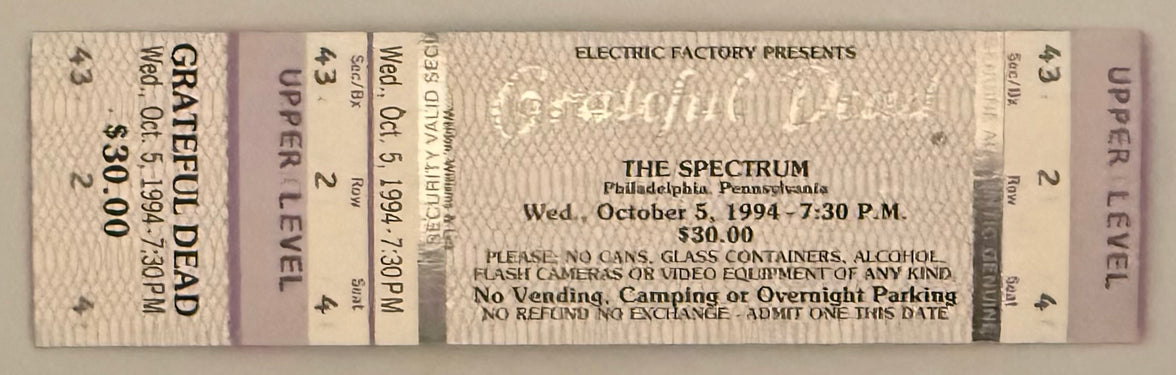 GRATEFUL DEAD
Wed., Oct. 5, 1994 · 7:30PM
$30.00
43 2 4
UPPER LEVEL
Sec/Bx Row Seat
43 2 4
Wed., Oct. 5, 1994 · 7:30PM
SECURITY VALID SECU
ELECTRIC FACTORY PRESENTS
Grateful Dead
THE SPECTRUM
Philadelphia, Pennsylvania
Wed., October 5, 1994 - 7:30 P.M.
$30.00
PLEASE: NO CANS, GLASS CONTAINERS, ALCOHOL,
FLASH CAMERAS OR VIDEO EQUIPMENT OF ANY KIND
No Vending, Camping or Overnight Parking
NO REFUND NO EXCHANGE - ADMIT ONE THIS DATE
GENUINE
Sec/Bx Row Seat
43 2 4
UPPER LEVEL